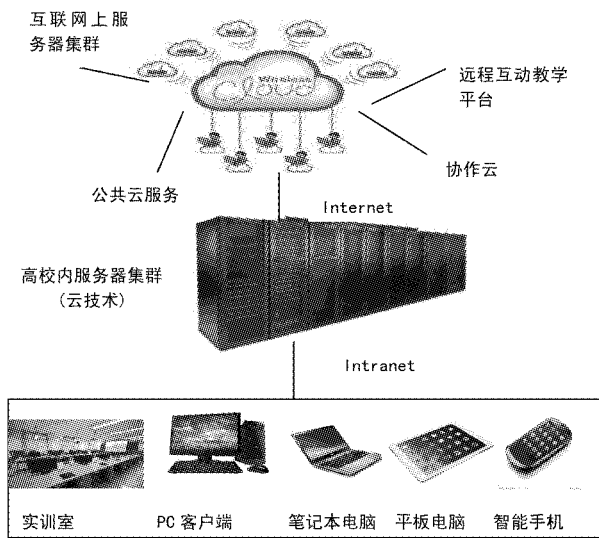 互联网上服
务器集群
Wireless
Cloud
远程互动教学
平台
协作云
公共云服务
Internet
高校内服务器集群
(云技术)
Intranet
实训室
PC 客户端
笔记本电脑
平板电脑
智能手机